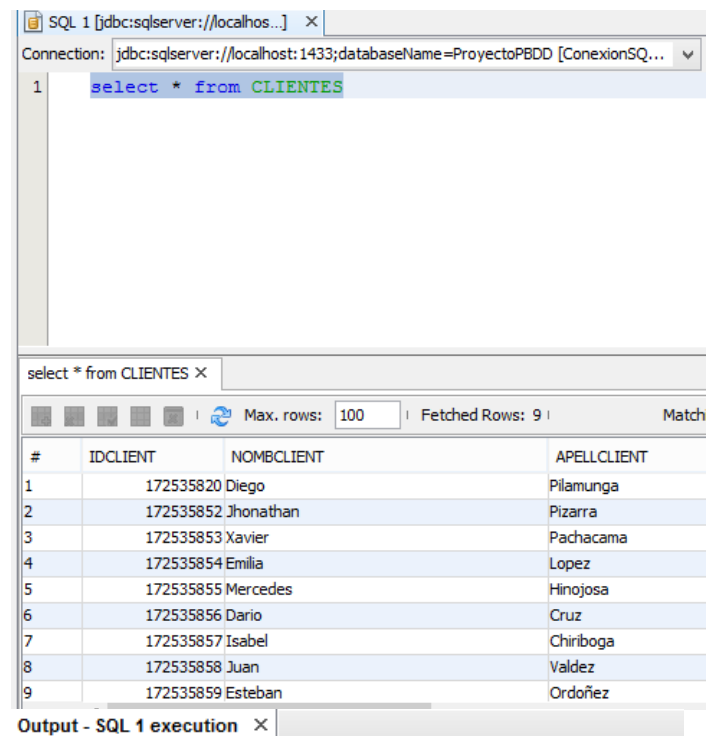 SQL 1 [jdbc:sqlserver://localhos...] ×
Connection: jdbc:sqlserver://localhost:1433;databaseName=ProyectoPBDD [ConexionSQ...
1 select * from CLIENTES
select * from CLIENTES ×
Max. rows: 100 Fetched Rows: 9 Matchi
# IDCLIENT NOMBCLIENT APELLCLIENT
1 172535820 Diego Pilamunga
2 172535852 Jhonathan Pizarra
3 172535853 Xavier Pachacama
4 172535854 Emilia Lopez
5 172535855 Mercedes Hinojosa
6 172535856 Dario Cruz
7 172535857 Isabel Chiriboga
8 172535858 Juan Valdez
9 172535859 Esteban Ordoñez
Output - SQL 1 execution ×